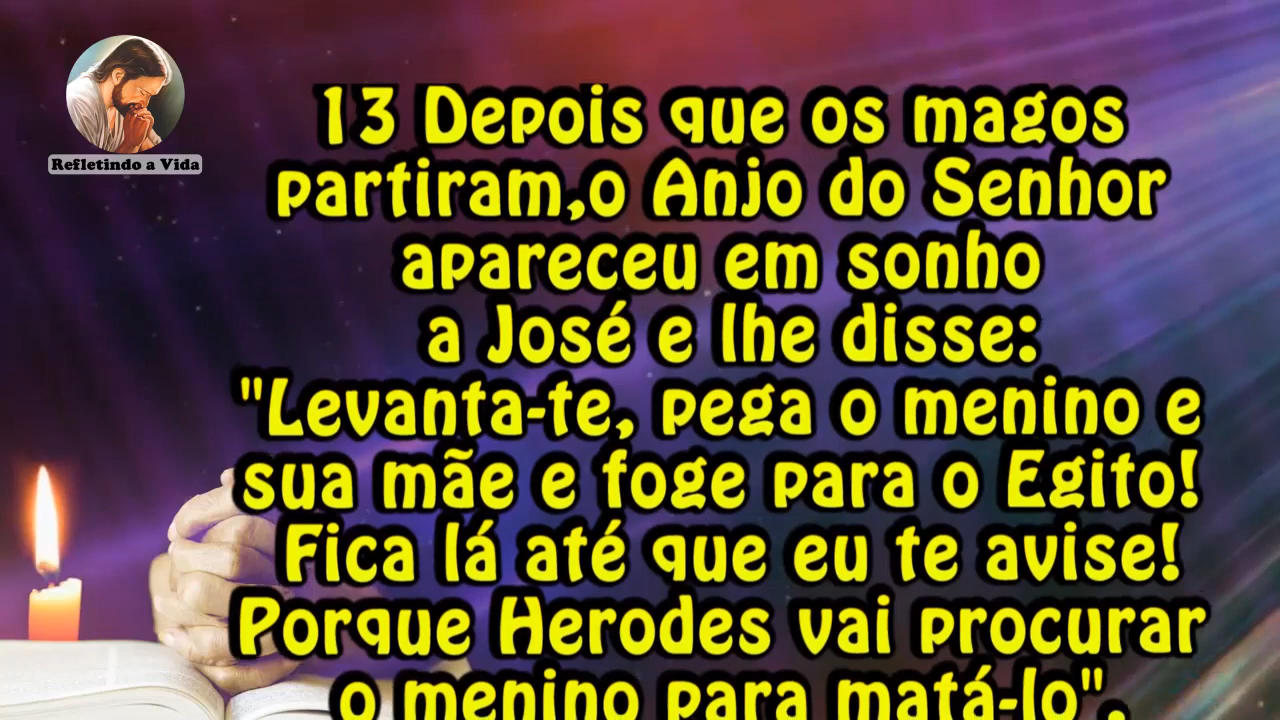 Refletindo a Vida
13 Depois que os magos
partiram,o Anjo do Senhor
apareceu em sonho
a José e lhe disse:
"Levanta-te, pega o menino e
sua mãe e foge para o Egito!
Fica lá até que eu te avise!
Porque Herodes vai procurar
o menino para matá-lo".